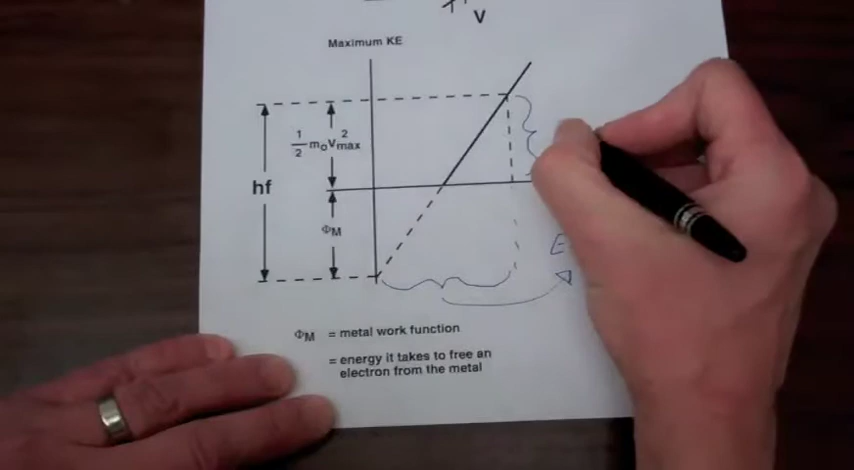 V
Maximum KE
1/2 m₀v²max
hf
ΦM
E
ΦM = metal work function
= energy it takes to free an
electron from the metal